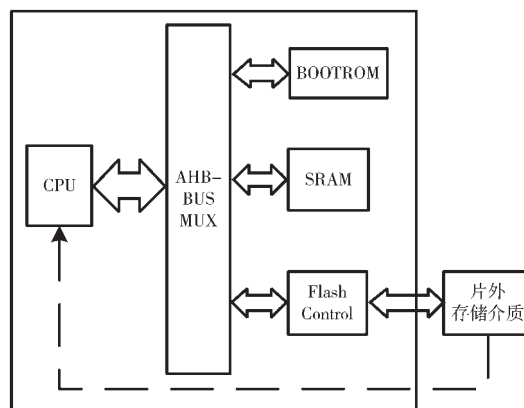 BOOTROM
CPU
AHB-
BUS
MUX
SRAM
Flash
Control
片外
存储介质